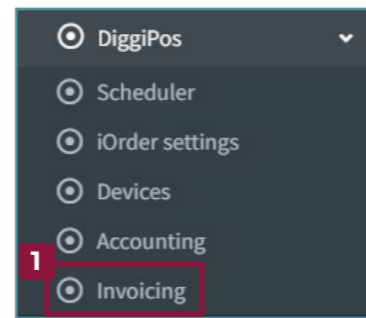 DiggiPos
Scheduler
iOrder settings
Devices
Accounting
1
Invoicing